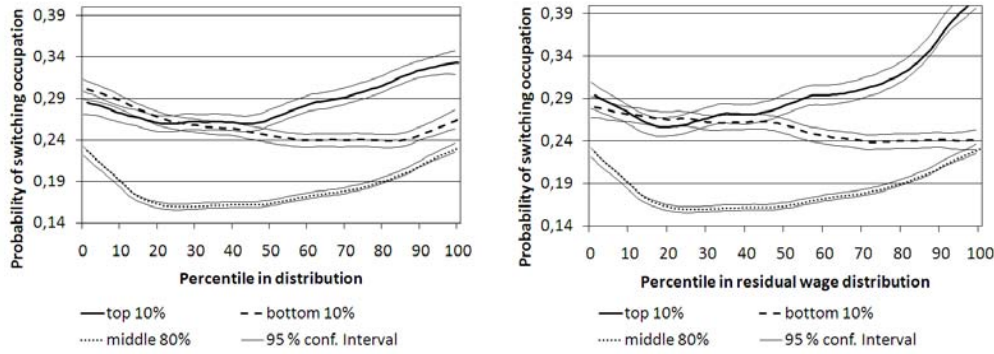 Probability of switching occupation
0,39
0,34
0,29
0,24
0,19
0,14
0 10 20 30 40 50 60 70 80 90 100
Percentile in distribution
top 10%
bottom 10%
middle 80%
95 % conf. Interval
Probability of switching occupation
0,39
0,34
0,29
0,24
0,19
0,14
0 10 20 30 40 50 60 70 80 90 100
Percentile in residual wage distribution
top 10%
bottom 10%
middle 80%
95 % conf. Interval